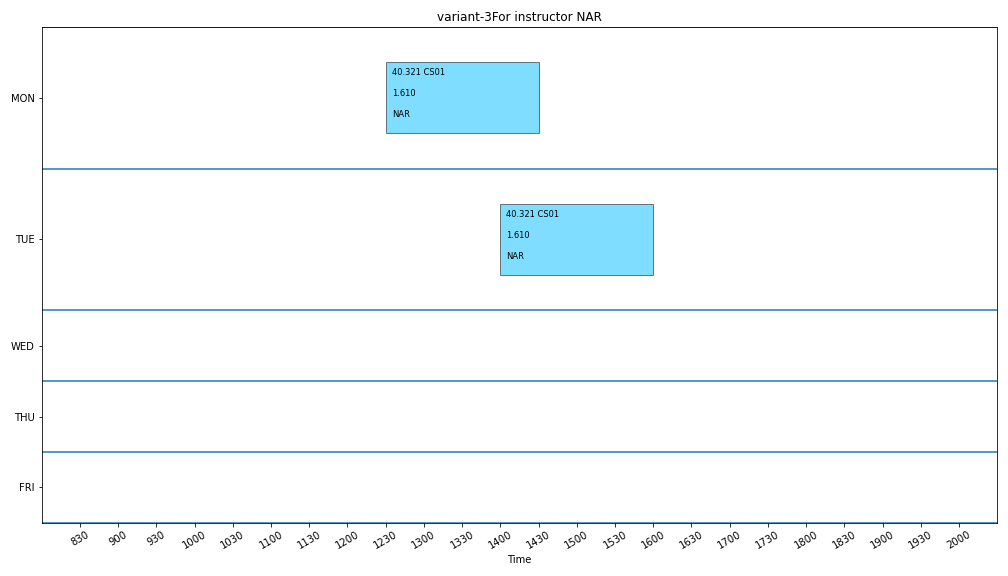 variant-3For instructor NAR
MON
40.321 CS01
1.610
NAR
TUE
40.321 CS01
1.610
NAR
WED
THU
FRI
830 900 930 1000 1030 1100 1130 1200 1230 1300 1330 1400 1430 1500 1530 1600 1630 1700 1730 1800 1830 1900 1930 2000
Time